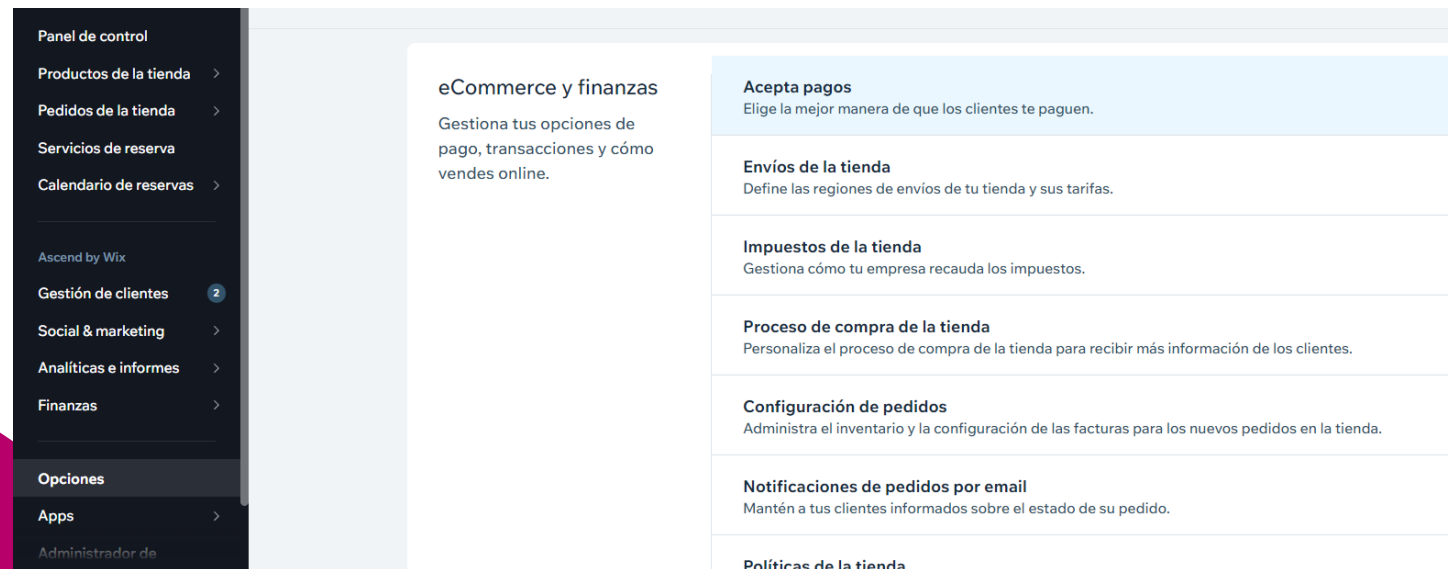 Panel de control
Productos de la tienda
Pedidos de la tienda
Servicios de reserva
Calendario de reservas
Ascend by Wix
Gestión de clientes 2
Social & marketing
Analíticas e informes
Finanzas
Opciones
Apps
Administrador de
eCommerce y finanzas
Gestiona tus opciones de
pago, transacciones y cómo
vendes online.
Acepta pagos
Elige la mejor manera de que los clientes te paguen.
Envíos de la tienda
Define las regiones de envíos de tu tienda y sus tarifas.
Impuestos de la tienda
Gestiona cómo tu empresa recauda los impuestos.
Proceso de compra de la tienda
Personaliza el proceso de compra de la tienda para recibir más información de los clientes.
Configuración de pedidos
Administra el inventario y la configuración de las facturas para los nuevos pedidos en la tienda.
Notificaciones de pedidos por email
Mantén a tus clientes informados sobre el estado de su pedido.
Políticas de la tienda